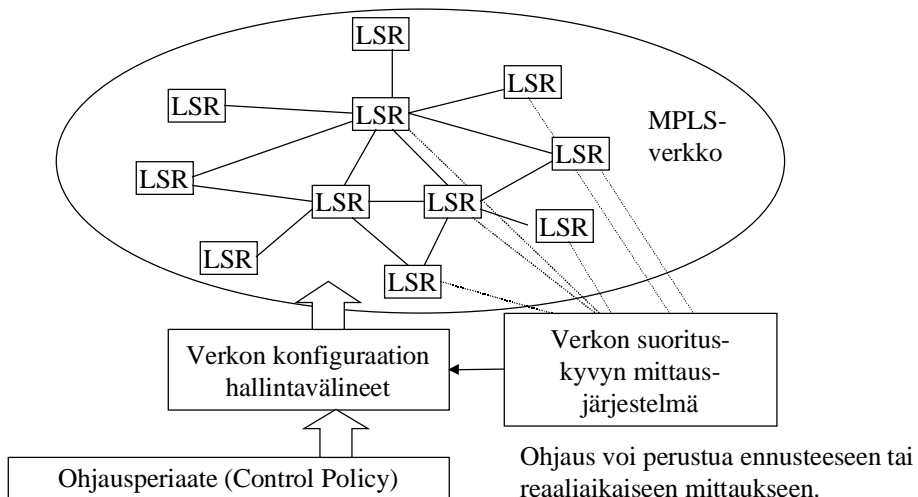 LSR
LSR
LSR
LSR
MPLS-
verkko
LSR
LSR
LSR
LSR
LSR
LSR
LSR
Verkon konfiguraation
hallintavälineet
Verkon suoritus-
kyvyn mittaus-
järjestelmä
Ohjausperiaate (Control Policy)
Ohjaus voi perustua ennusteeseen tai
reaaliaikaiseen mittaukseen.